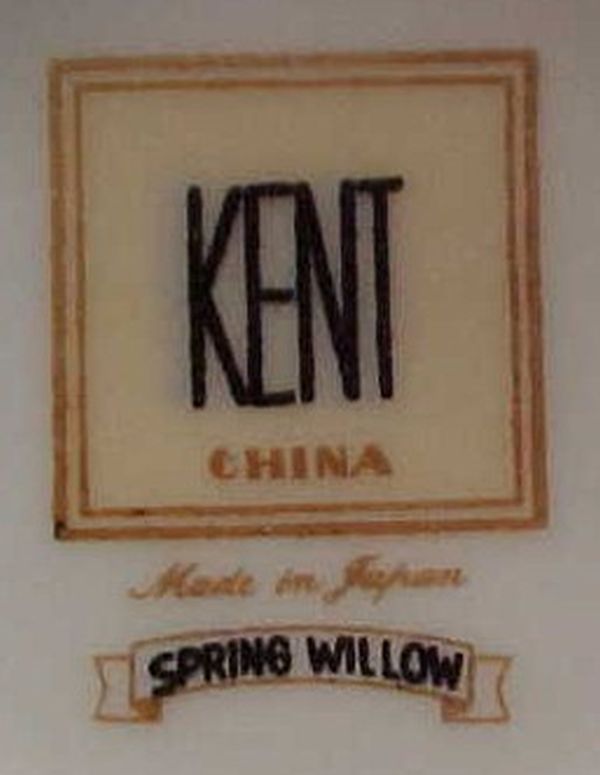 KENT
CHINA
Made in Japan
SPRING WILLOW